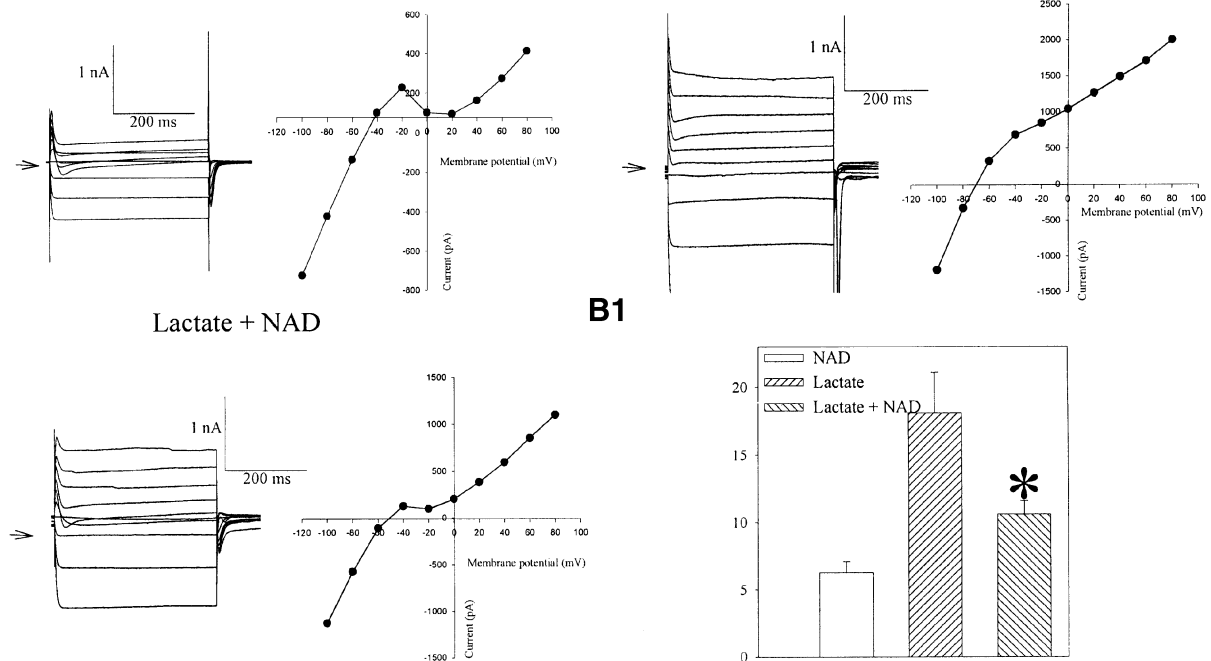 1 nA
200 ms
600
400
200
-200
-400
-600
-800
-120 -100 -80 -60 -40 -20 0 20 40 60 80 100
Membrane potential (mV)
Current (pA)
1 nA
200 ms
2500
2000
1500
1000
500
0
-500
-1000
-1500
-120 -100 -80 -60 -40 -20 0 20 40 60 80 100
Membrane potential (mV)
Current (pA)
Lactate + NAD
B1
1 nA
200 ms
1500
1000
500
0
-500
-1000
-1500
-120 -100 -80 -60 -40 -20 0 20 40 60 80 100
Membrane potential (mV)
Current (pA)
NAD
Lactate
Lactate + NAD
*
20
15
10
5
0